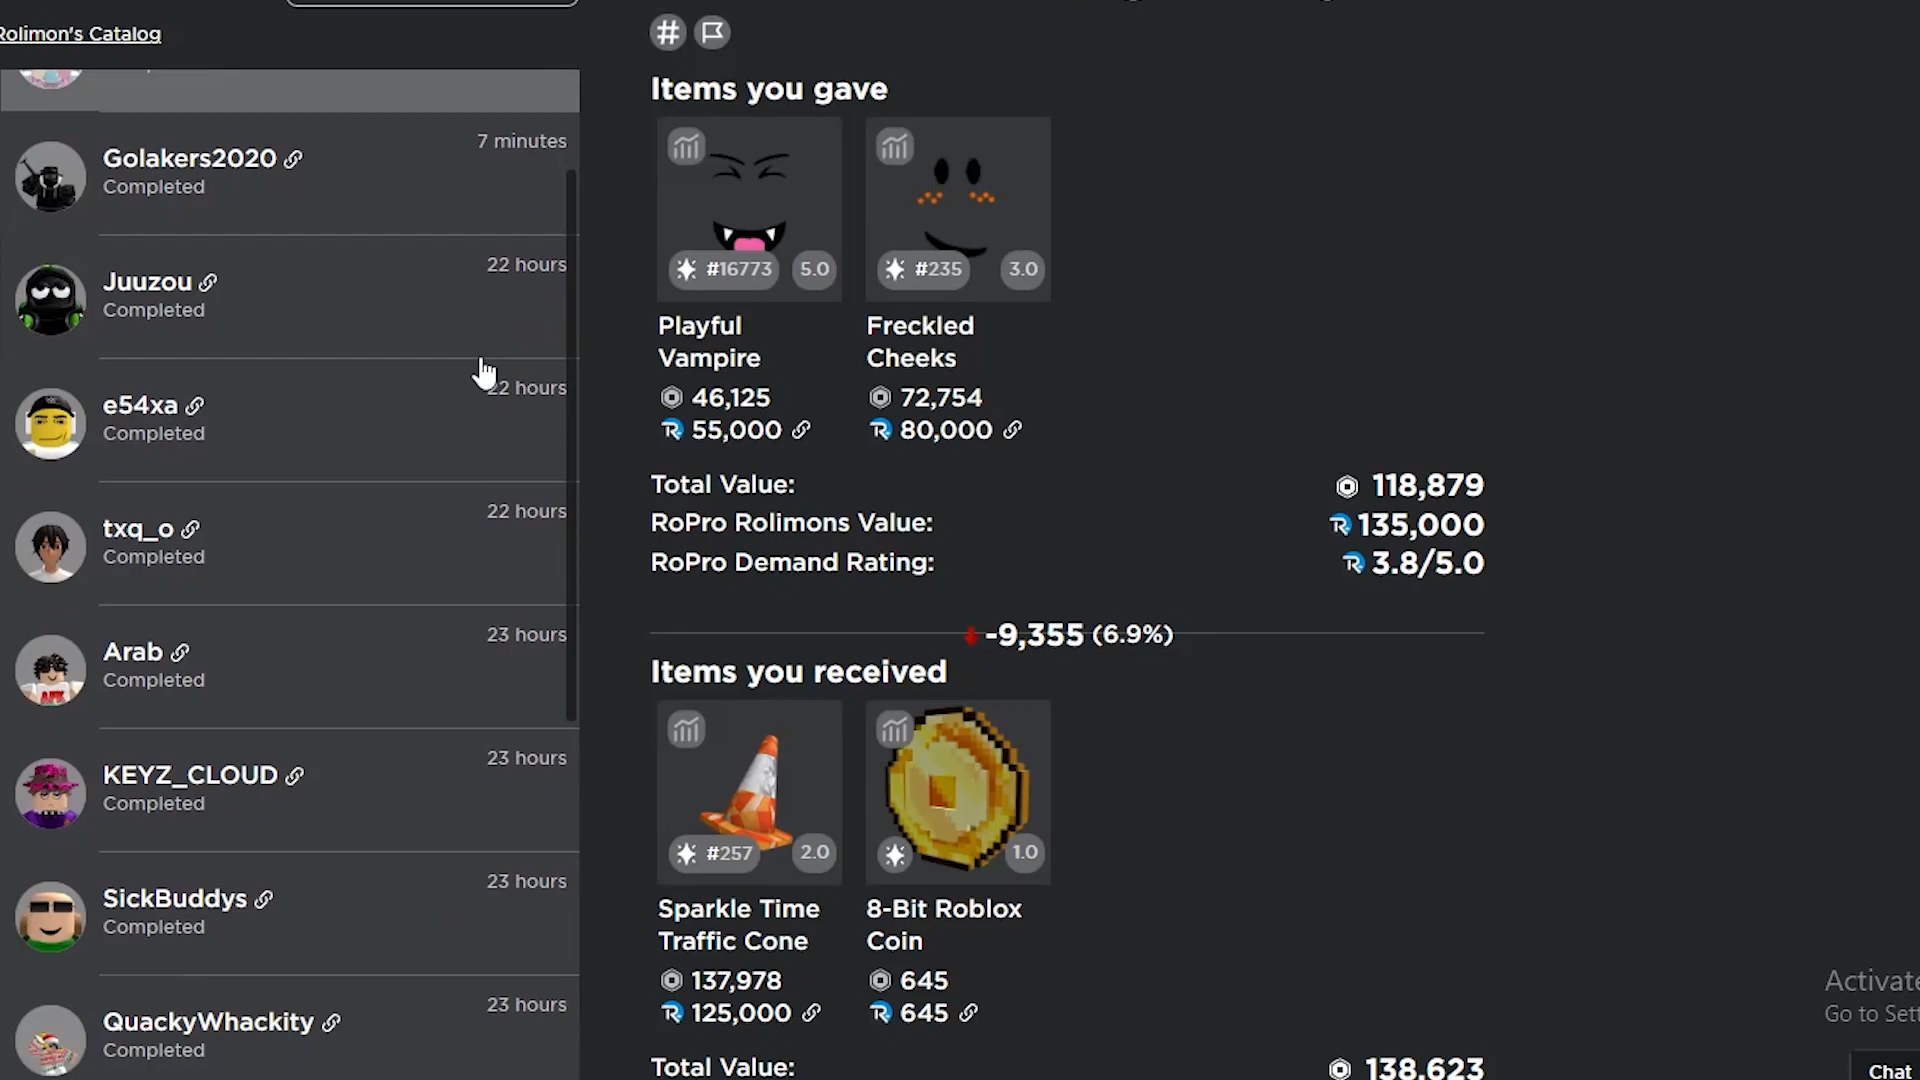 Rolimon's Catalog
7 minutes
Golakers2020
Completed
22 hours
Juuzou
Completed
22 hours
e54xa
Completed
22 hours
txq_o
Completed
23 hours
Arab
Completed
23 hours
KEYZ_CLOUD
Completed
23 hours
SickBuddys
Completed
23 hours
QuackyWhackity
Completed
#
Items you gave
#16773 5.0
#235 3.0
Playful
Vampire
46,125
55,000
Freckled
Cheeks
72,754
80,000
Total Value: 118,879
RoPro Rolimons Value: 135,000
RoPro Demand Rating: 3.8/5.0
-9,355 (6.9%)
Items you received
#257 2.0
1.0
Sparkle Time
Traffic Cone
137,978
125,000
8-Bit Roblox
Coin
645
645
Total Value: 138,623
Activate
Go to Sett
Chat